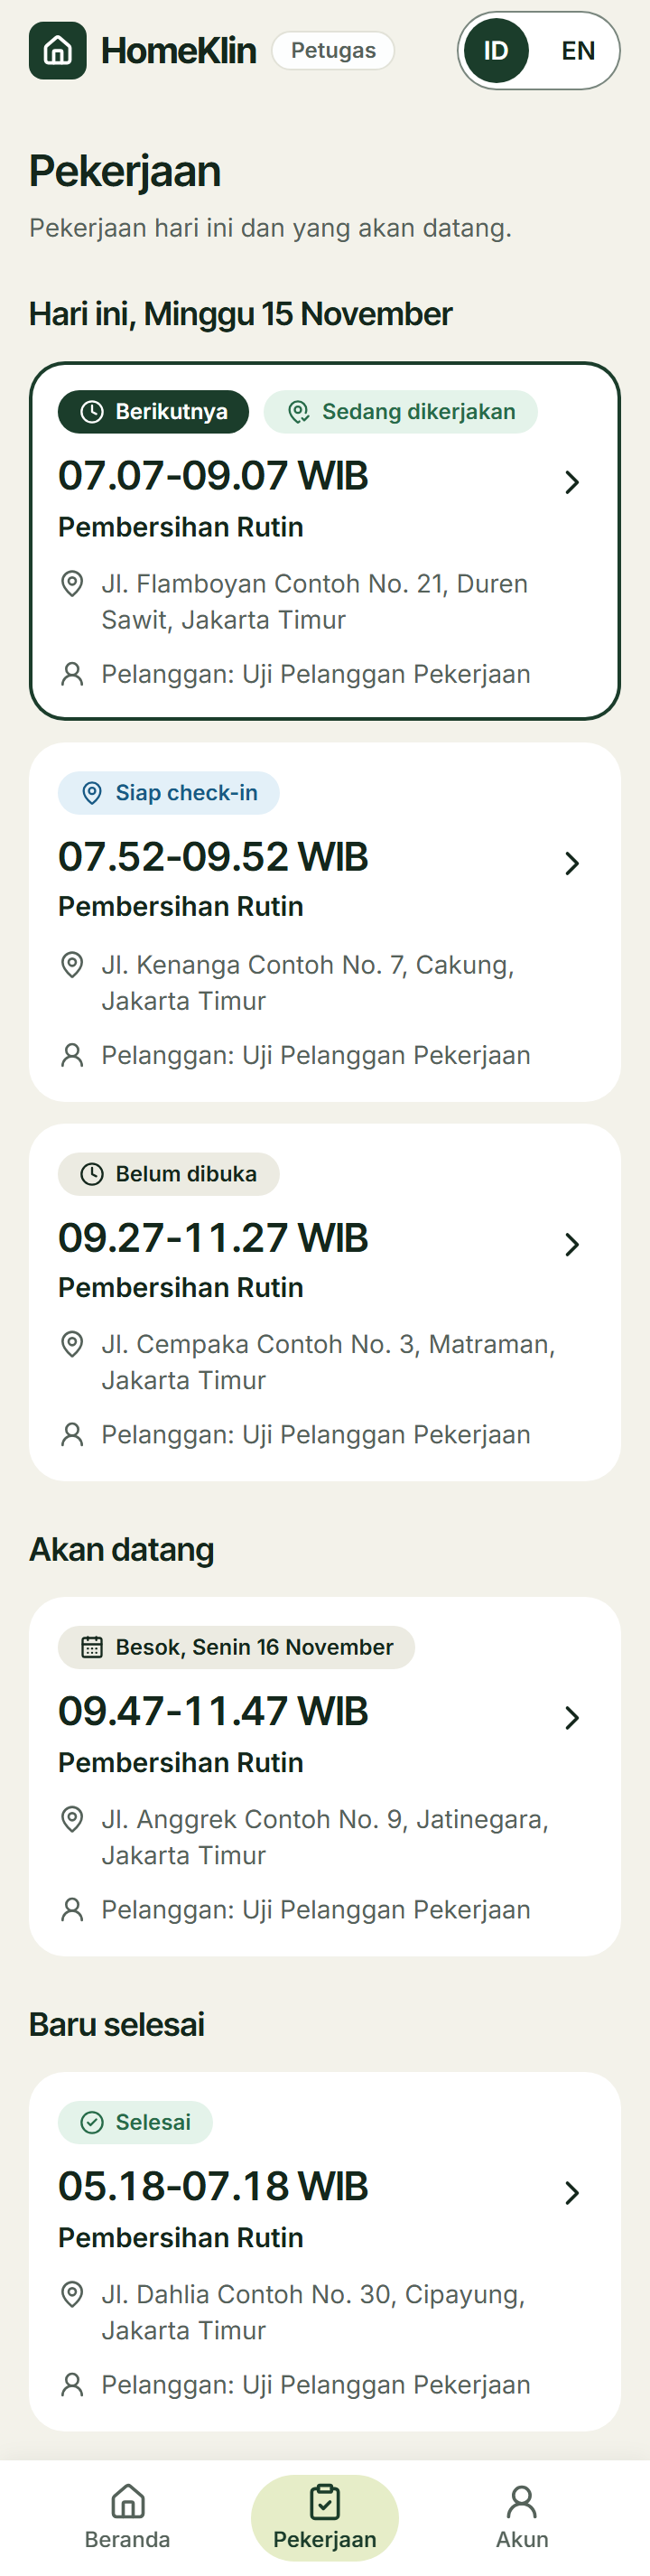 HomeKlin
Petugas
ID
EN
Pekerjaan
Pekerjaan hari ini dan yang akan datang.
Hari ini, Minggu 15 November
Berikutnya
Sedang dikerjakan
07.07-09.07 WIB
Pembersihan Rutin
Jl. Flamboyan Contoh No. 21, Duren
Sawit, Jakarta Timur
Pelanggan: Uji Pelanggan Pekerjaan
Siap check-in
07.52-09.52 WIB
Pembersihan Rutin
Jl. Kenanga Contoh No. 7, Cakung,
Jakarta Timur
Pelanggan: Uji Pelanggan Pekerjaan
Belum dibuka
09.27-11.27 WIB
Pembersihan Rutin
Jl. Cempaka Contoh No. 3, Matraman,
Jakarta Timur
Pelanggan: Uji Pelanggan Pekerjaan
Akan datang
Besok, Senin 16 November
09.47-11.47 WIB
Pembersihan Rutin
Jl. Anggrek Contoh No. 9, Jatinegara,
Jakarta Timur
Pelanggan: Uji Pelanggan Pekerjaan
Baru selesai
Selesai
05.18-07.18 WIB
Pembersihan Rutin
Jl. Dahlia Contoh No. 30, Cipayung,
Jakarta Timur
Pelanggan: Uji Pelanggan Pekerjaan
Beranda
Pekerjaan
Akun